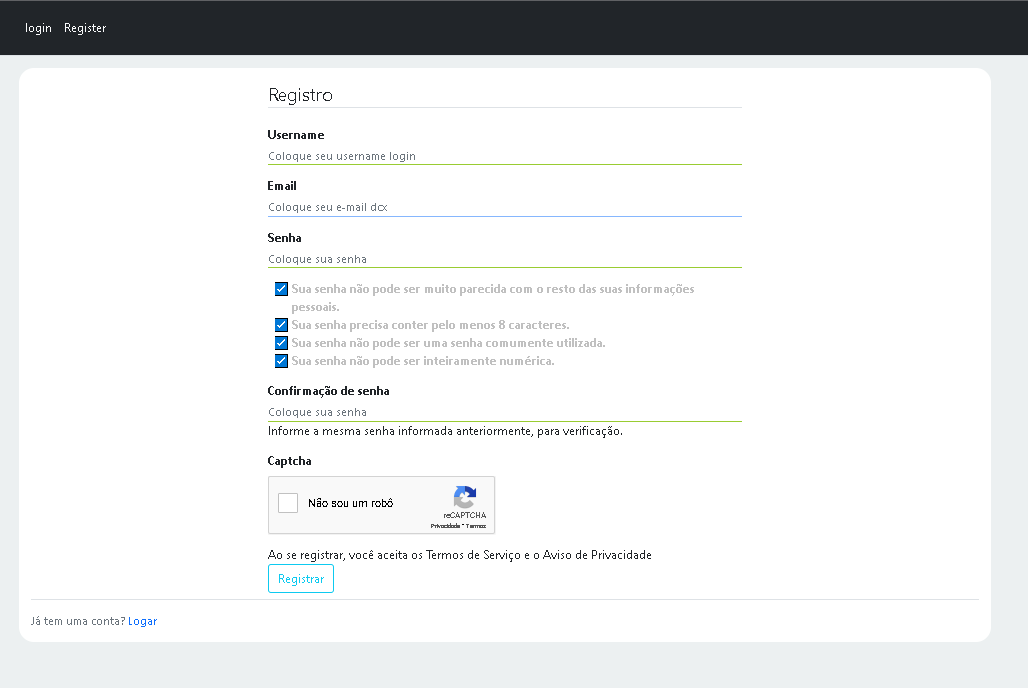 login Register
Registro
Username
Coloque seu username login
Email
Coloque seu e-mail dcx
Senha
Coloque sua senha
Sua senha não pode ser muito parecida com o resto das suas informações
pessoais.
Sua senha precisa conter pelo menos 8 caracteres.
Sua senha não pode ser uma senha comumente utilizada.
Sua senha não pode ser inteiramente numérica.
Confirmação de senha
Coloque sua senha
Informe a mesma senha informada anteriormente, para verificação.
Captcha
Não sou um robô
reCAPTCHA
Privacidade - Termos
Ao se registrar, você aceita os Termos de Serviço e o Aviso de Privacidade
Registrar
Já tem uma conta? Logar